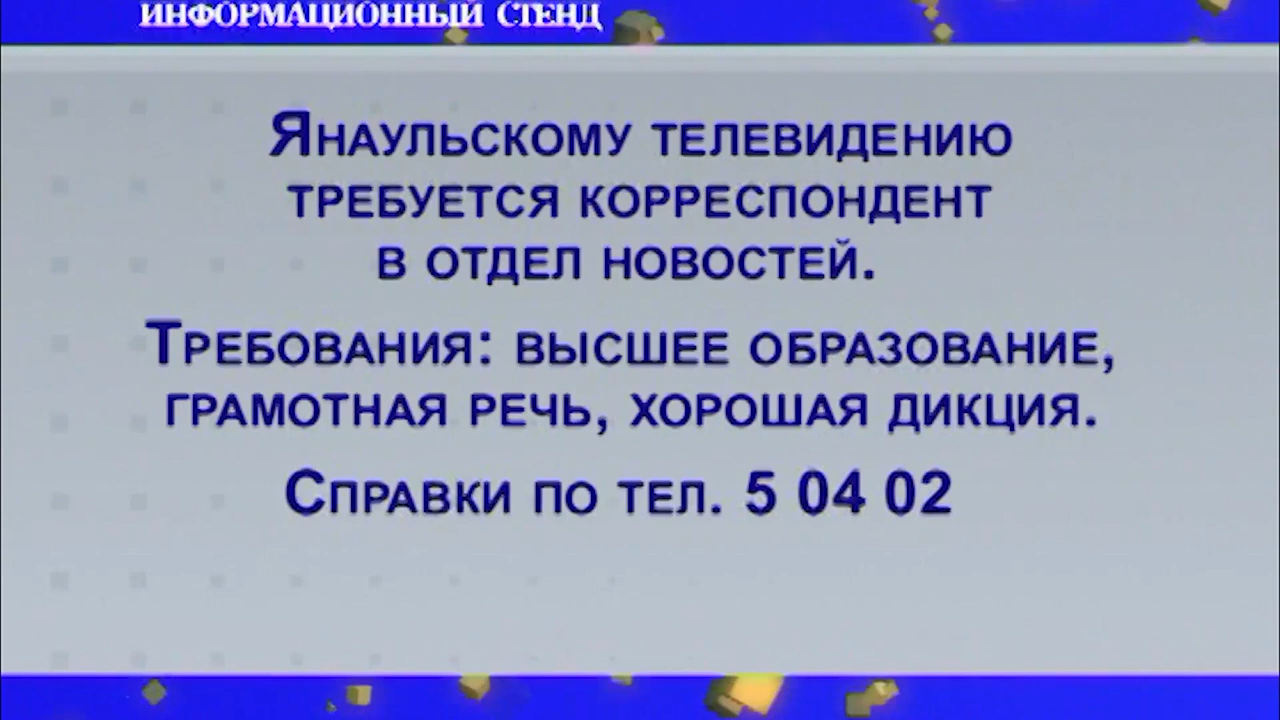 ИНФОРМАЦИОННЫЙ СТЕНД
ЯНАУЛЬСКОМУ ТЕЛЕВИДЕНИЮ
ТРЕБУЕТСЯ КОРРЕСПОНДЕНТ
В ОТДЕЛ НОВОСТЕЙ.
ТРЕБОВАНИЯ: ВЫСШЕЕ ОБРАЗОВАНИЕ,
ГРАМОТНАЯ РЕЧЬ, ХОРОШАЯ ДИКЦИЯ.
СПРАВКИ ПО ТЕЛ. 5 04 02